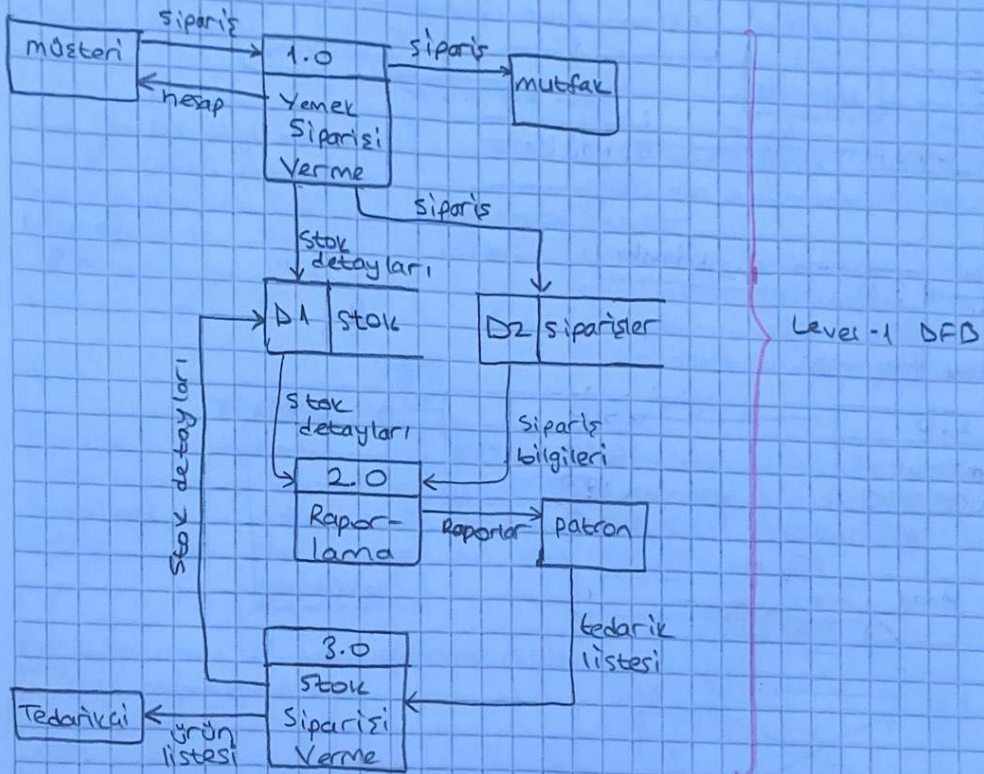 sipariş
müşteri
1.0
sipariş
mutfak
hesap
Yemek
Siparişi
Verme
sipariş
stok
detayları
D1 stok
D2 siparişler
Level-1 DFD
stok detayları
stok
detayları
sipariş
bilgileri
2.0
Rapor-
lama
Raporlar
patron
tedarik
listesi
3.0
stok
Siparişi
Verme
Tedarikçi
ürün
listesi